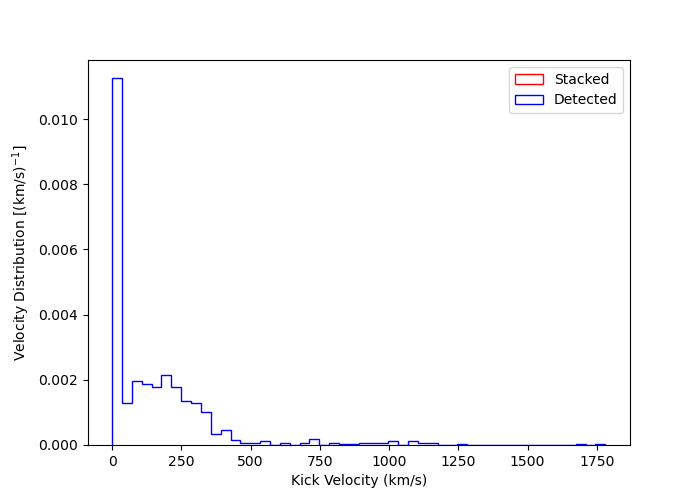 Stacked
Detected
Velocity Distribution [(km/s)⁻¹]
0.010
0.008
0.006
0.004
0.002
0.000
0 250 500 750 1000 1250 1500 1750
Kick Velocity (km/s)